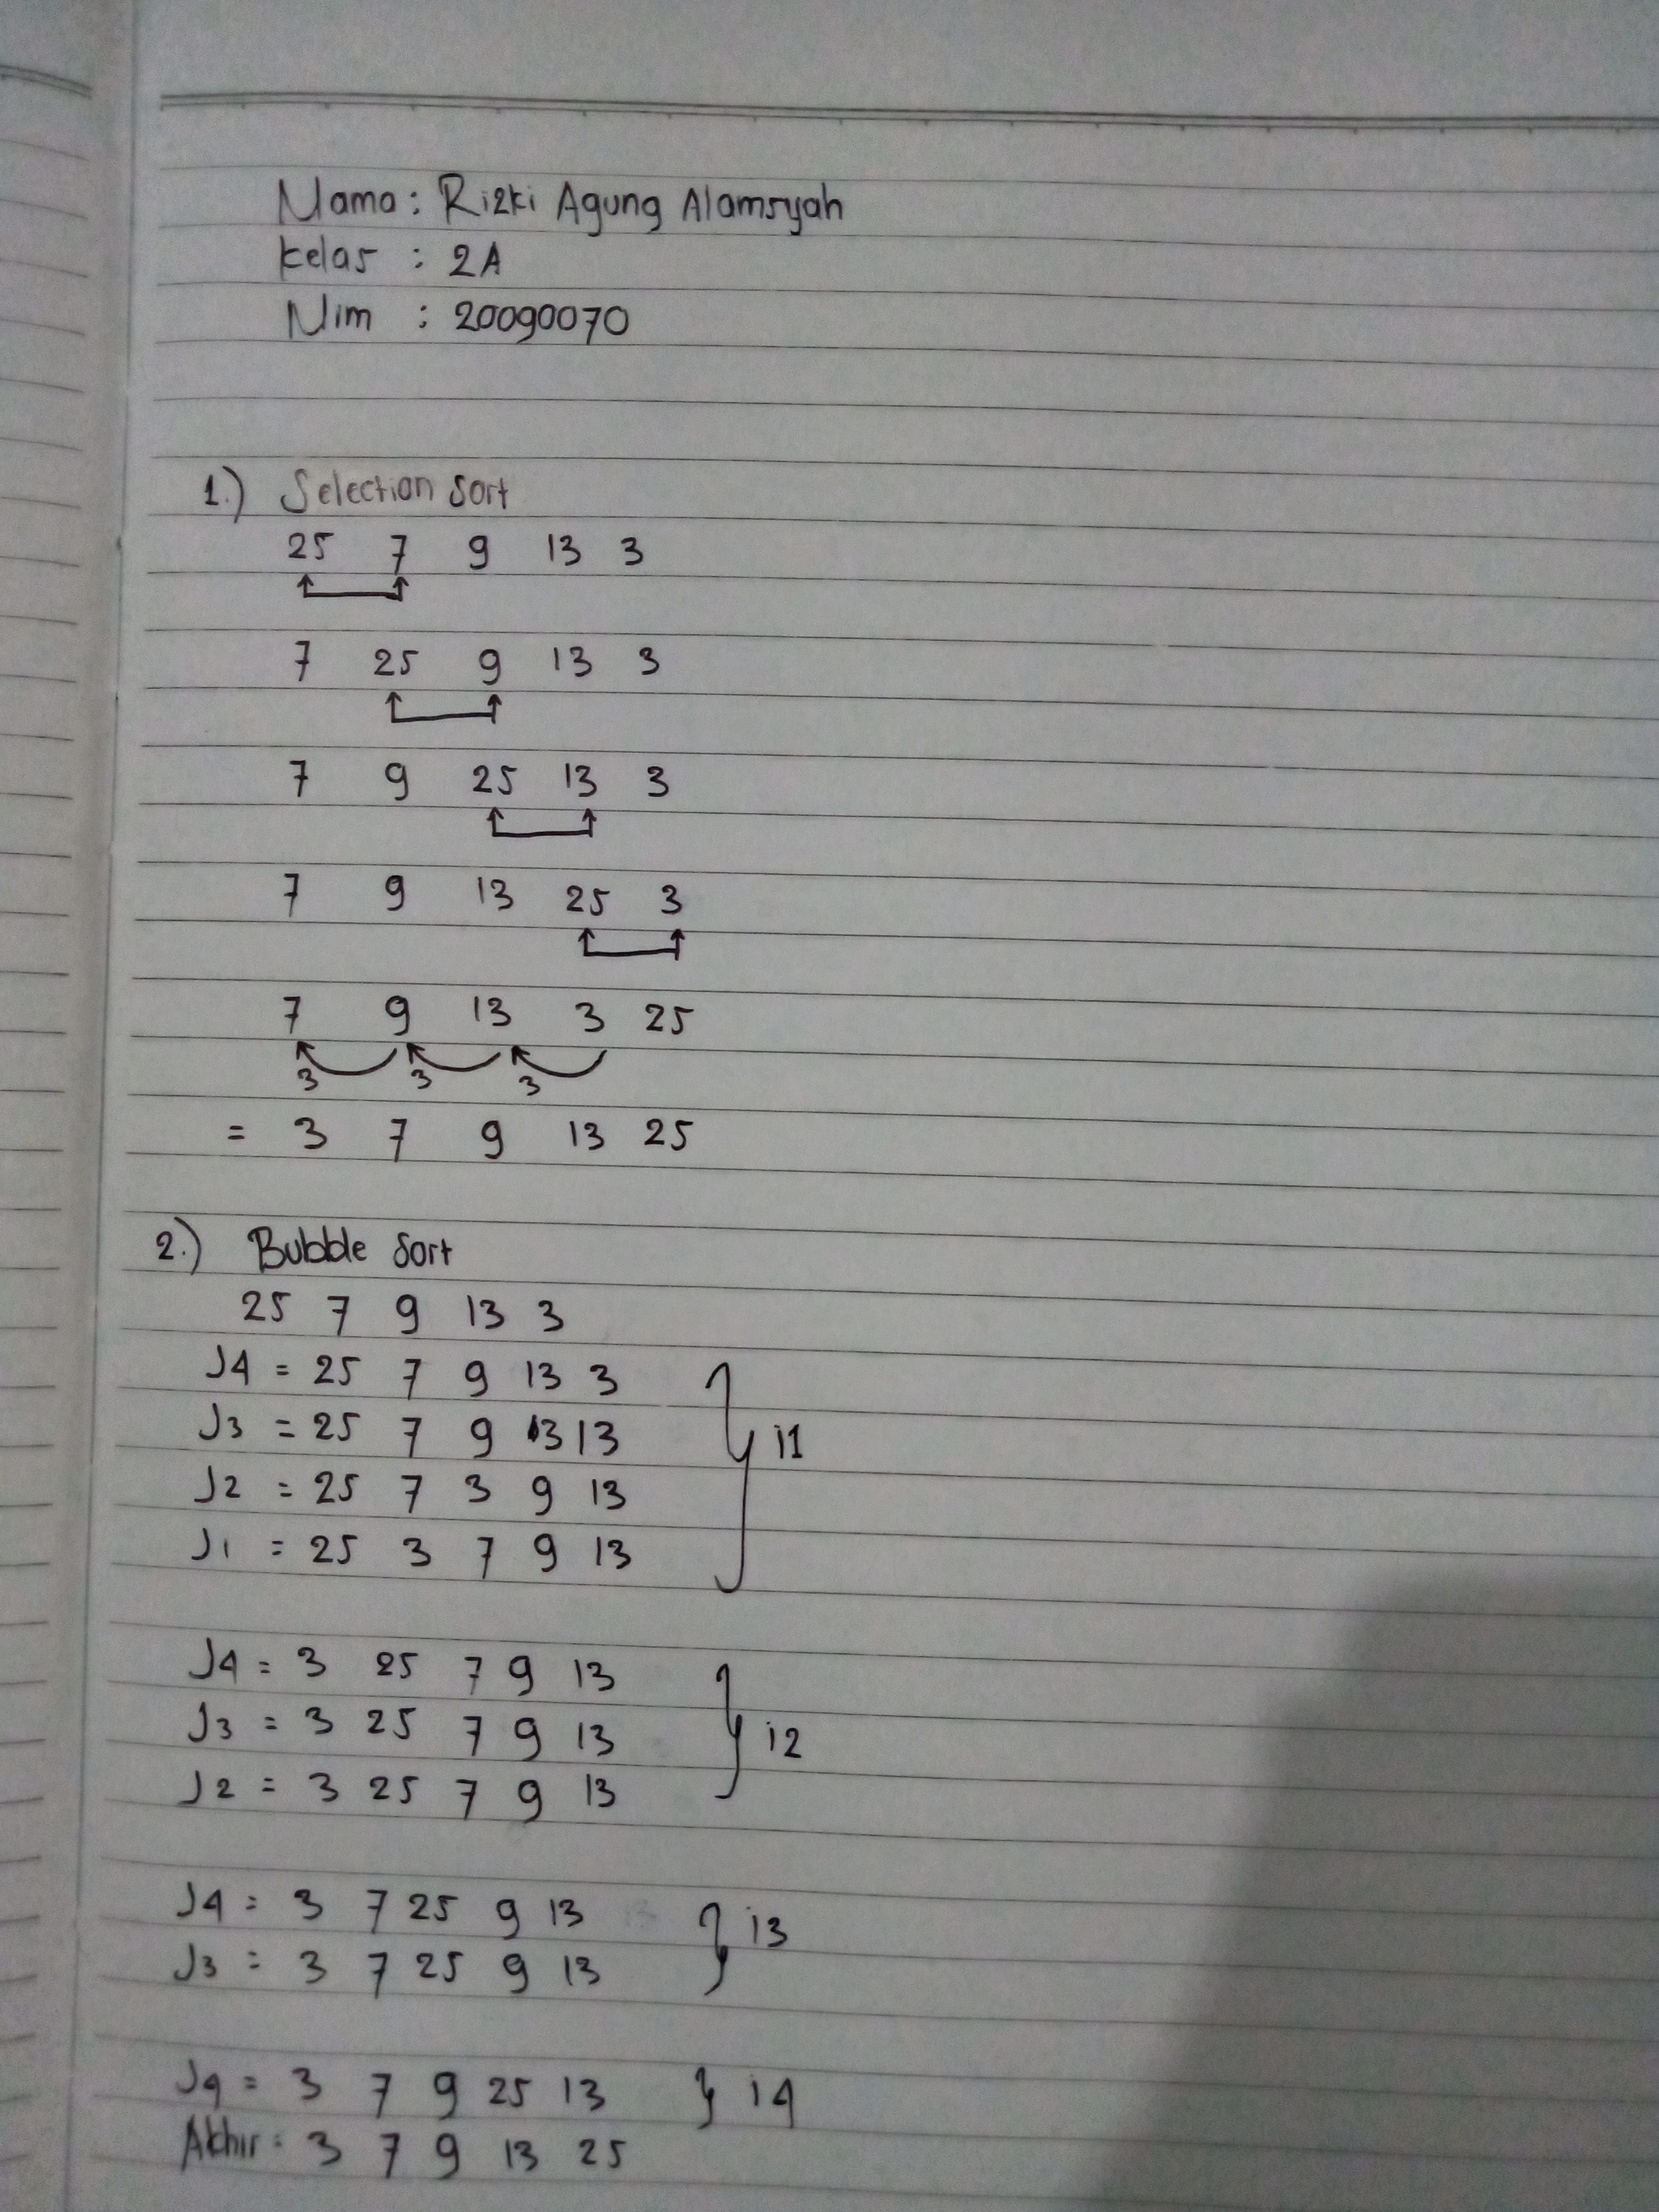 Nama : Rizki Agung Alamsyah
Kelas : 2A
Nim : 20090070
1.) Selection Sort
25 7 9 13 3
7 25 9 13 3
7 9 25 13 3
7 9 13 25 3
7 9 13 3 25
3 3 3
= 3 7 9 13 25
2.) Bubble Sort
25 7 9 13 3
J4 = 25 7 9 13 3
J3 = 25 7 9 3 13
J2 = 25 7 3 9 13
J1 = 25 3 7 9 13
} i1
J4 = 3 25 7 9 13
J3 = 3 25 7 9 13
J2 = 3 25 7 9 13
} i2
J4 = 3 7 25 9 13
J3 = 3 7 25 9 13
} i3
J4 = 3 7 9 25 13 } i4
Akhir = 3 7 9 13 25